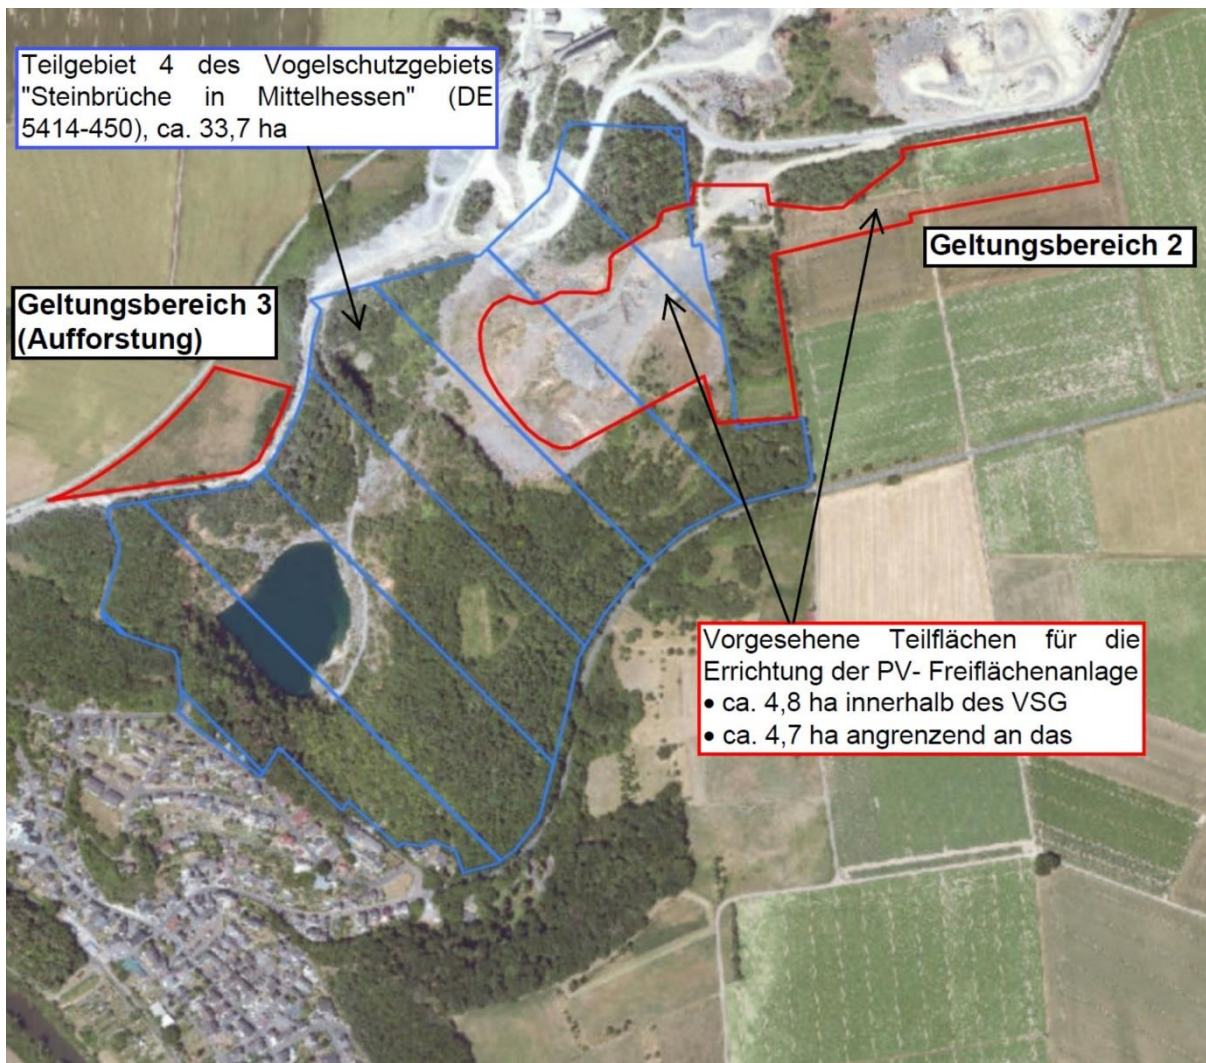 Teilgebiet 4 des Vogelschutzgebiets
"Steinbrüche in Mittelhessen" (DE
5414-450), ca. 33,7 ha
Geltungsbereich 2
Geltungsbereich 3
(Aufforstung)
Vorgesehene Teilflächen für die
Errichtung der PV- Freiflächenanlage
• ca. 4,8 ha innerhalb des VSG
• ca. 4,7 ha angrenzend an das